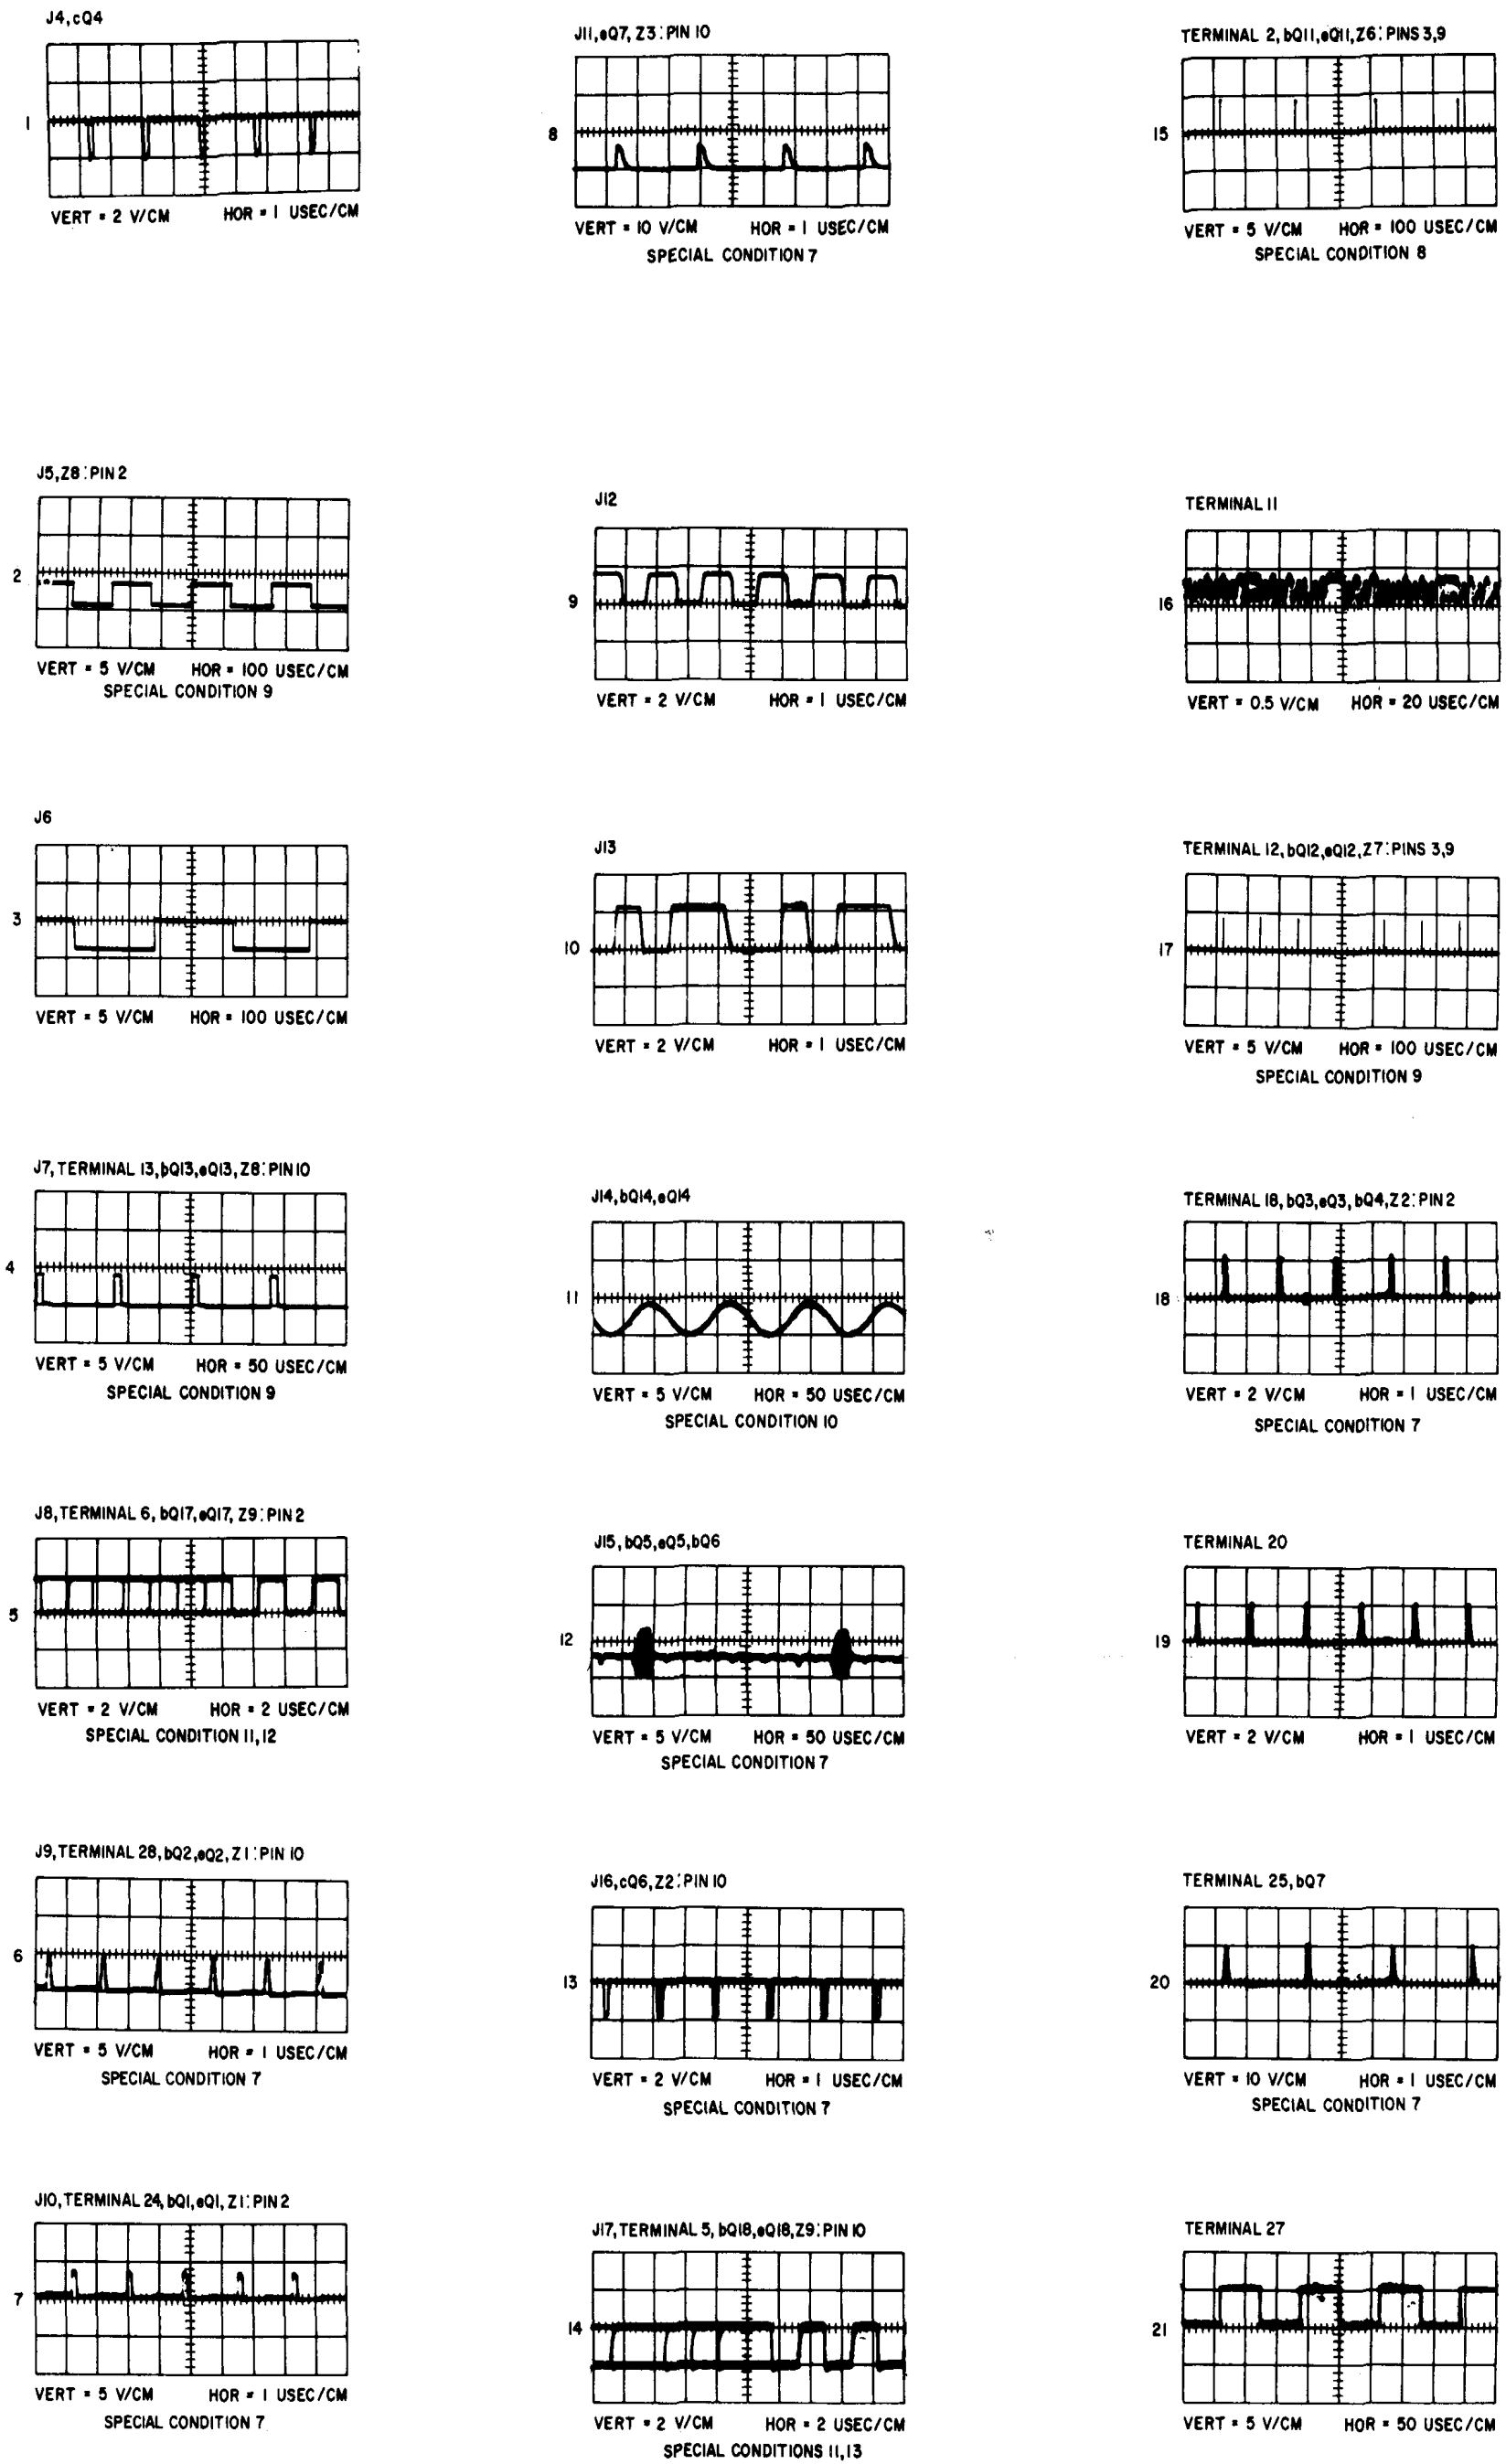 J4,cQ4
1
VERT = 2 V/CM HOR = 1 USEC/CM
J5,Z8:PIN 2
2
VERT = 5 V/CM HOR = 100 USEC/CM
SPECIAL CONDITION 9
J6
3
VERT = 5 V/CM HOR = 100 USEC/CM
J7,TERMINAL 13,bQ13,eQ13,Z8:PIN 10
4
VERT = 5 V/CM HOR = 50 USEC/CM
SPECIAL CONDITION 9
J8,TERMINAL 6, bQ17,eQ17, Z9:PIN 2
5
VERT = 2 V/CM HOR = 2 USEC/CM
SPECIAL CONDITION 11,12
J9,TERMINAL 28,bQ2,eQ2,Z1:PIN 10
6
VERT = 5 V/CM HOR = 1 USEC/CM
SPECIAL CONDITION 7
J10,TERMINAL 24,bQ1,eQ1,Z1:PIN 2
7
VERT = 5 V/CM HOR = 1 USEC/CM
SPECIAL CONDITION 7
J11,eQ7,Z3:PIN 10
8
VERT = 10 V/CM HOR = 1 USEC/CM
SPECIAL CONDITION 7
J12
9
VERT = 2 V/CM HOR = 1 USEC/CM
J13
10
VERT = 2 V/CM HOR = 1 USEC/CM
J14,bQ14,eQ14
11
VERT = 5 V/CM HOR = 50 USEC/CM
SPECIAL CONDITION 10
J15,bQ5,eQ5,bQ6
12
VERT = 5 V/CM HOR = 50 USEC/CM
SPECIAL CONDITION 7
J16,cQ6,Z2:PIN 10
13
VERT = 2 V/CM HOR = 1 USEC/CM
SPECIAL CONDITION 7
J17,TERMINAL 5, bQ18,eQ18,Z9:PIN 10
14
VERT = 2 V/CM HOR = 2 USEC/CM
SPECIAL CONDITIONS 11,13
TERMINAL 2, bQ11,eQ11,Z6:PINS 3,9
15
VERT = 5 V/CM HOR = 100 USEC/CM
SPECIAL CONDITION 8
TERMINAL 11
16
VERT = 0.5 V/CM HOR = 20 USEC/CM
TERMINAL 12,bQ12,eQ12,Z7:PINS 3,9
17
VERT = 5 V/CM HOR = 100 USEC/CM
SPECIAL CONDITION 9
TERMINAL 18,bQ3,eQ3,bQ4,Z2:PIN 2
18
VERT = 2 V/CM HOR = 1 USEC/CM
SPECIAL CONDITION 7
TERMINAL 20
19
VERT = 2 V/CM HOR = 1 USEC/CM
TERMINAL 25,bQ7
20
VERT = 10 V/CM HOR = 1 USEC/CM
SPECIAL CONDITION 7
TERMINAL 27
21
VERT = 5 V/CM HOR = 50 USEC/CM